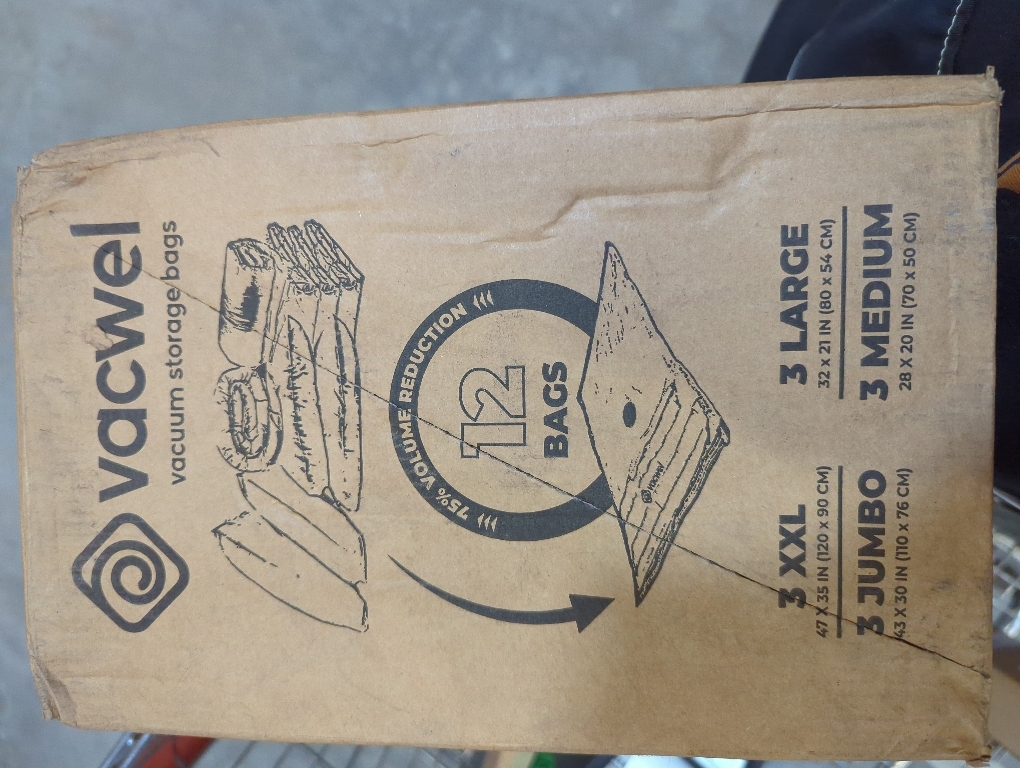 vacwel
vacuum storage bags
75% VOLUME REDUCTION
12
BAGS
vacwel
3 XXL
47 X 35 IN (120 x 90 CM)
3 JUMBO
43 X 30 IN (110 x 76 CM)
3 LARGE
32 x 21 IN (80 x 54 CM)
3 MEDIUM
28 X 20 IN (70 x 50 CM)